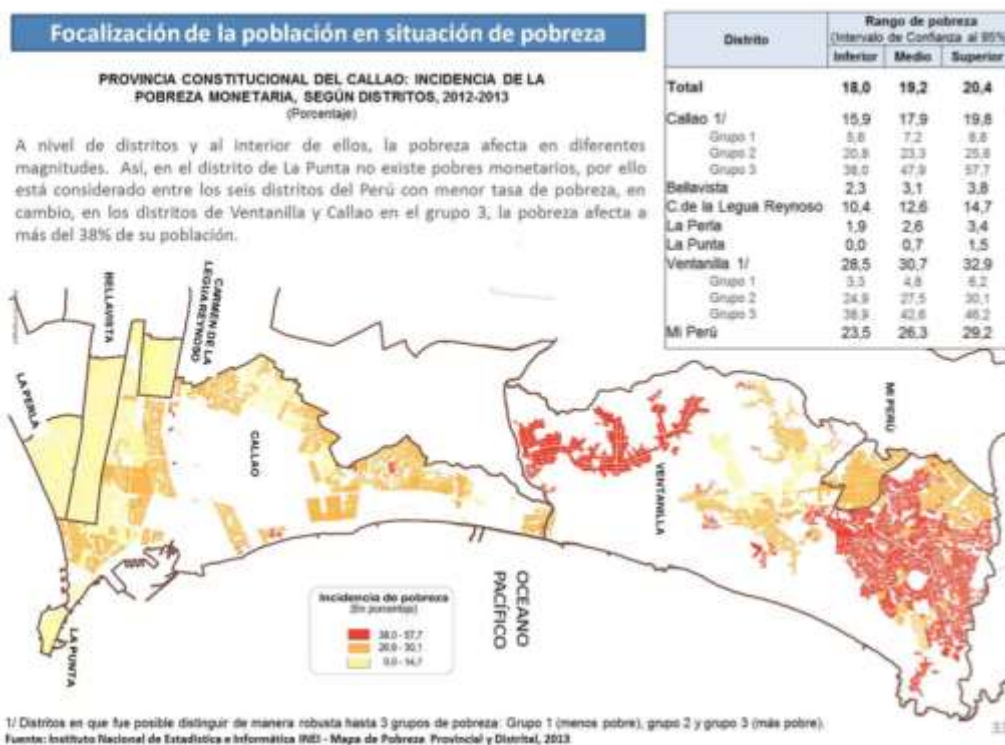 Focalización de la población en situación de pobreza
PROVINCIA CONSTITUCIONAL DEL CALLAO: INCIDENCIA DE LA
POBREZA MONETARIA, SEGÚN DISTRITOS, 2012-2013
(Porcentaje)
A nivel de distritos y al interior de ellos, la pobreza afecta en diferentes
magnitudes. Así, en el distrito de La Punta no existe pobres monetarios, por ello
está considerado entre los seis distritos del Perú con menor tasa de pobreza, en
cambio, en los distritos de Ventanilla y Callao en el grupo 3, la pobreza afecta a
más del 38% de su población.
Distrito
Rango de pobreza
(Intervalo de Confianza al 95%
Inferior Medio Superior
Total 18,0 19,2 20,4
Callao 1/ 15,9 17,9 19,8
Grupo 1 7,2
Grupo 2 20,8 23,3 25,8
Grupo 3 38,0 47,9 57,7
Bellavista 2,3 3,1 3,8
C.de la Legua Reynoso 10,4 12,6 14,7
La Perla 1,9 2,6 3,4
La Punta 0,0 0,7 1,5
Ventanilla 1/ 28,5 30,7 32,9
Grupo 1 3,3 4,8 6,2
Grupo 2 24,9 27,5 30,1
Grupo 3 38,9 42,6 46,2
Mi Perú 23,5 26,3 29,2
BELLAVISTA
CARMEN DE LA
LEGUA REYNOSO
LA PERLA
CALLAO
LA PUNTA
VENTANILLA
MI PERU
OCEANO
PACÍFICO
Incidencia de pobreza
(En porcentaje)
38,0 - 57,7
30,1
0,0 - 14,7
1/ Distritos en que fue posible distinguir de manera robusta hasta 3 grupos de pobreza: Grupo 1 (menos pobre), grupo 2 y grupo 3 (más pobre).
Fuente: Instituto Nacional de Estadística e Informática INEI - Mapa de Pobreza Provincial y Distrital, 2013